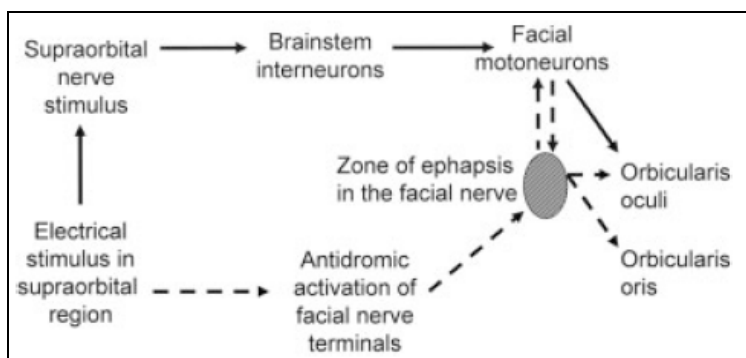 Supraorbital
nerve
stimulus
Brainstem
interneurons
Facial
motoneurons
Zone of ephapsis
in the facial nerve
Orbicularis
oculi
Electrical
stimulus in
supraorbital
region
Antidromic
activation of
facial nerve
terminals
Orbicularis
oris